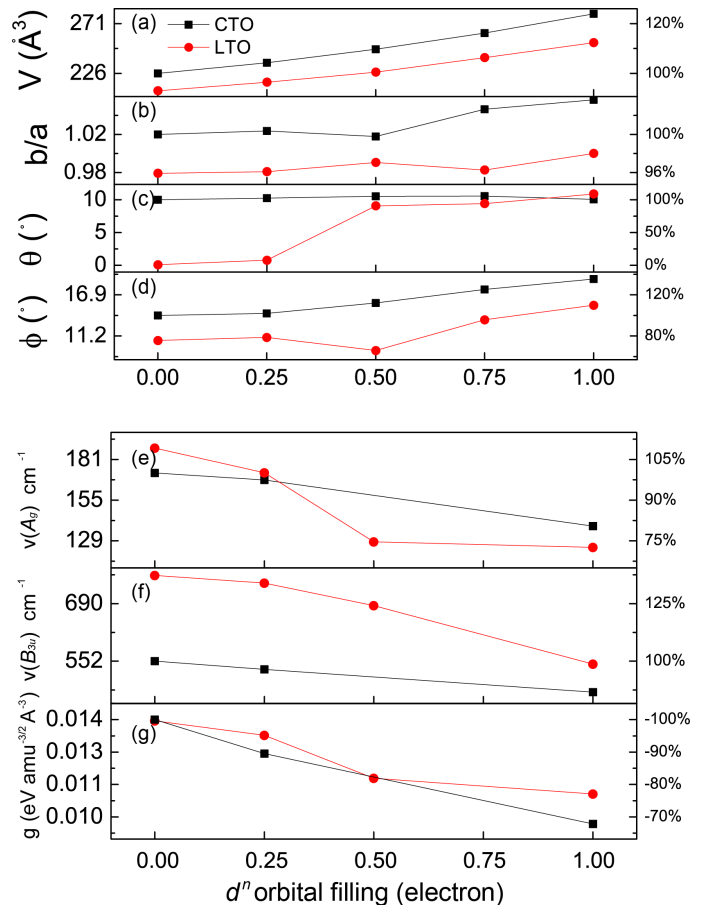 (a)
CTO
LTO
V (Å³)
271
226
120%
100%
(b)
b/a
1.02
0.98
100%
96%
(c)
θ (°)
10
5
0
100%
50%
0%
(d)
ϕ (°)
16.9
11.2
120%
80%
0.00 0.25 0.50 0.75 1.00
(e)
ν(Ag) cm⁻¹
181
155
129
105%
90%
75%
(f)
ν(B3u) cm⁻¹
690
552
125%
100%
(g)
g (eV amu⁻³/² A⁻³)
0.014
0.013
0.011
0.010
-100%
-90%
-80%
-70%
0.00 0.25 0.50 0.75 1.00
dⁿ orbital filling (electron)